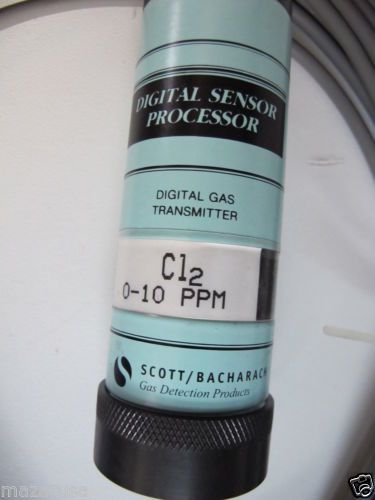 DIGITAL SENSOR
PROCESSOR
DIGITAL GAS
TRANSMITTER
Cl₂
0-10 PPM
SCOTT/BACHARACH
Gas Detection Products